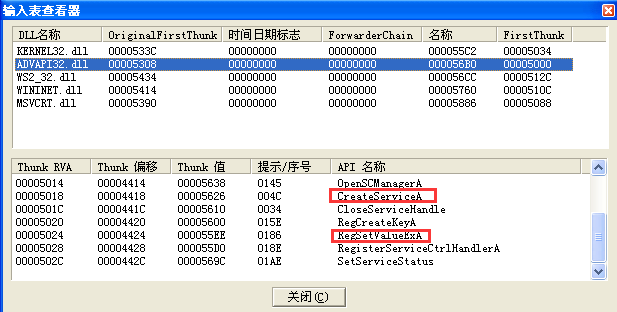 输入表查看器
DLL名称 OriginalFirstThunk 时间日期标志 ForwarderChain 名称 FirstThunk
KERNEL32.dll 0000533C 00000000 00000000 000055C2 00005034
ADVAPI32.dll 00005308 00000000 00000000 000056B0 00005000
WS2_32.dll 00005434 00000000 00000000 000056CC 0000512C
WININET.dll 00005414 00000000 00000000 00005760 0000510C
MSVCRT.dll 00005390 00000000 00000000 00005886 00005088
Thunk RVA Thunk 偏移 Thunk 值 提示/序号 API 名称
00005014 00004414 00005638 0145 OpenSCManagerA
00005018 00004418 00005626 004C CreateServiceA
0000501C 0000441C 00005610 0034 CloseServiceHandle
00005020 00004420 00005600 015E RegCreateKeyA
00005024 00004424 000055EE 0186 RegSetValueExA
00005028 00004428 000055D0 018E RegisterServiceCtrlHandlerA
0000502C 0000442C 0000569C 01AE SetServiceStatus
关闭(C)